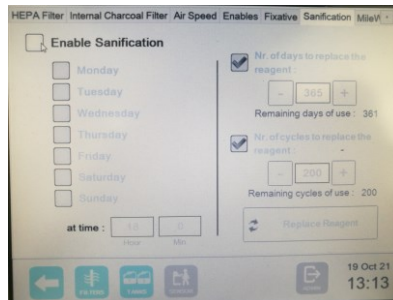 HEPA Filter Internal Charcoal Filter Air Speed Enables Fixative Sanification
Enable Sanification
Monday
Tuesday
Wednesday
Thursday
Friday
Saturday
Sunday
at time : 13 0
Hour Min
Nr. of days to replace the
reagent :
- 365 +
Remaining days of use : 361
Nr. of cycles to replace the
reagent : -
- 200 +
Remaining cycles of use : 200
Replace Reagent
19 Oct 21
13:13